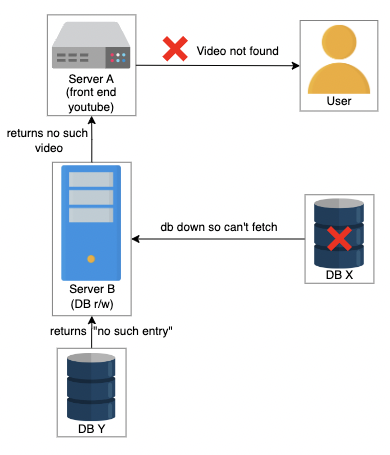 Video not found
Server A
(front end
youtube)
User
returns no such
video
db down so can't fetch
DB X
Server B
(DB r/w)
returns "no such entry"
DB Y